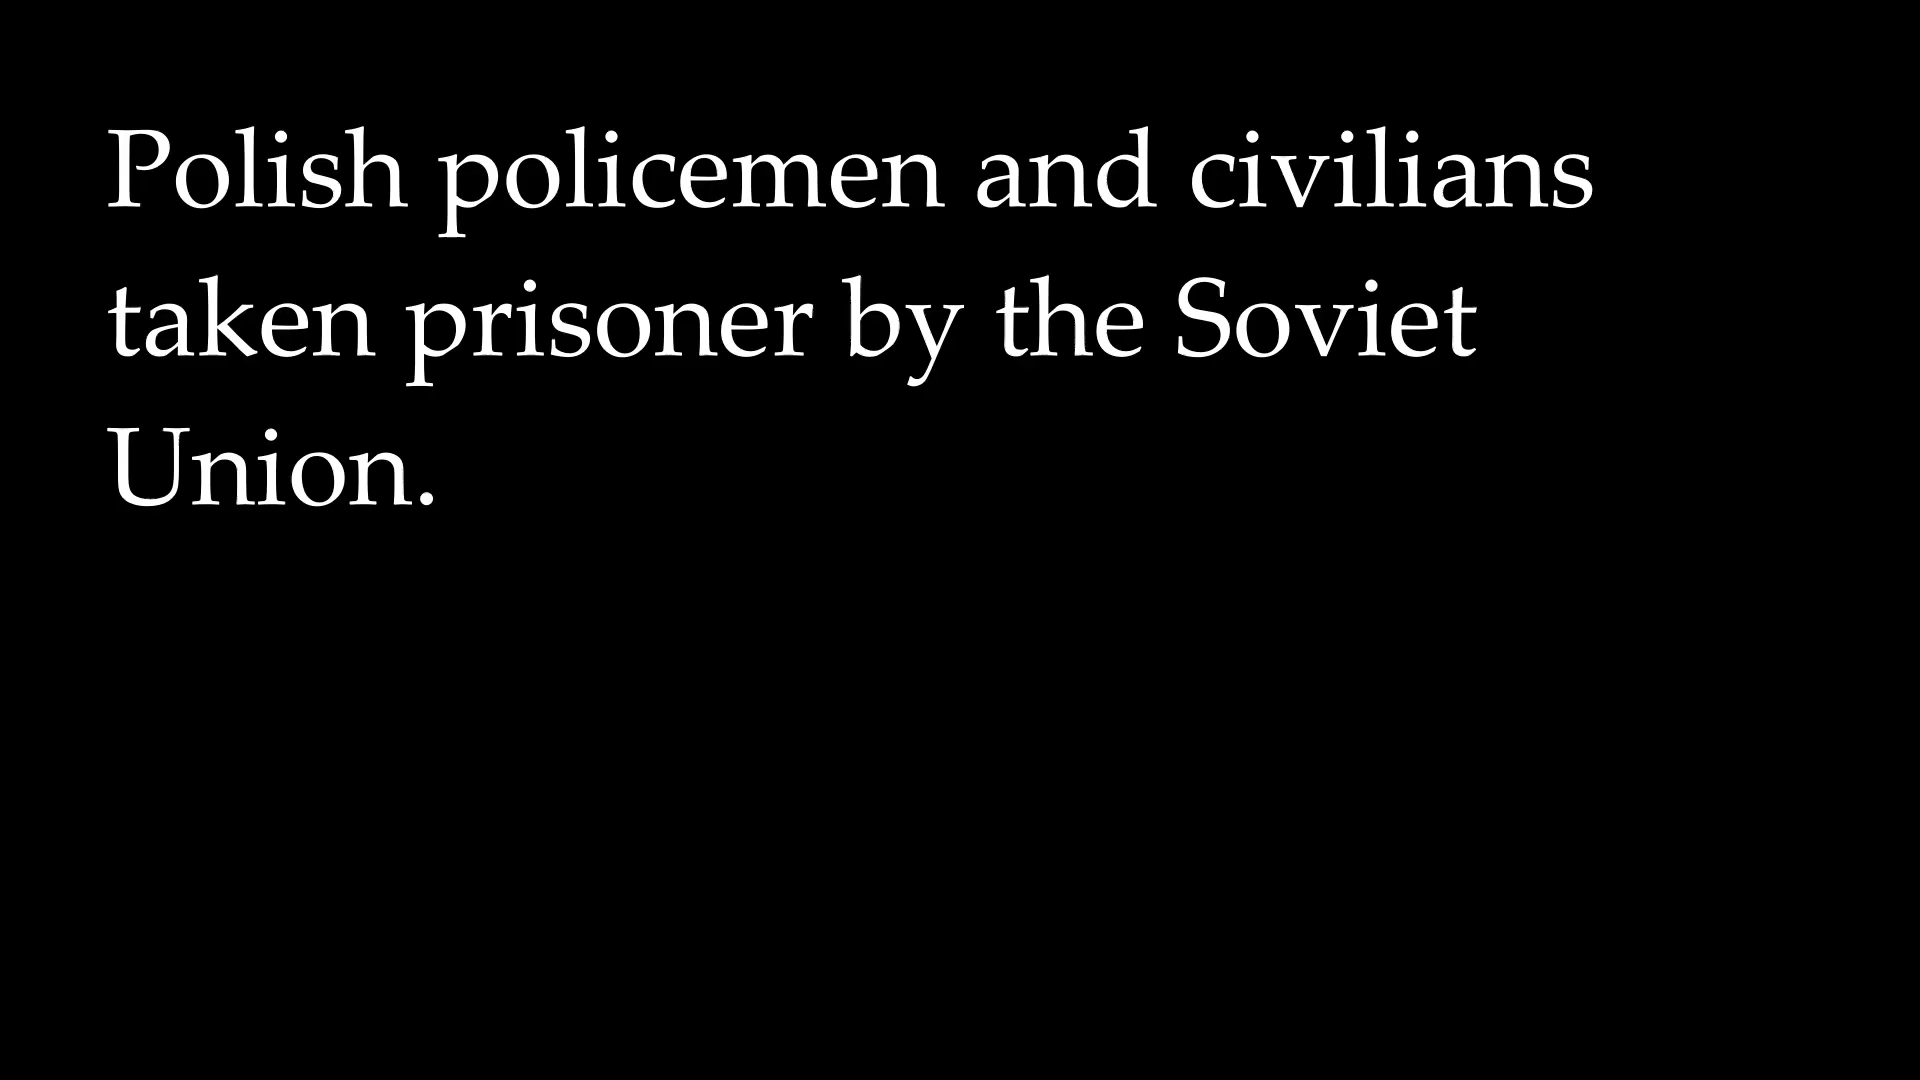 Polish policemen and civilians
taken prisoner by the Soviet
Union.